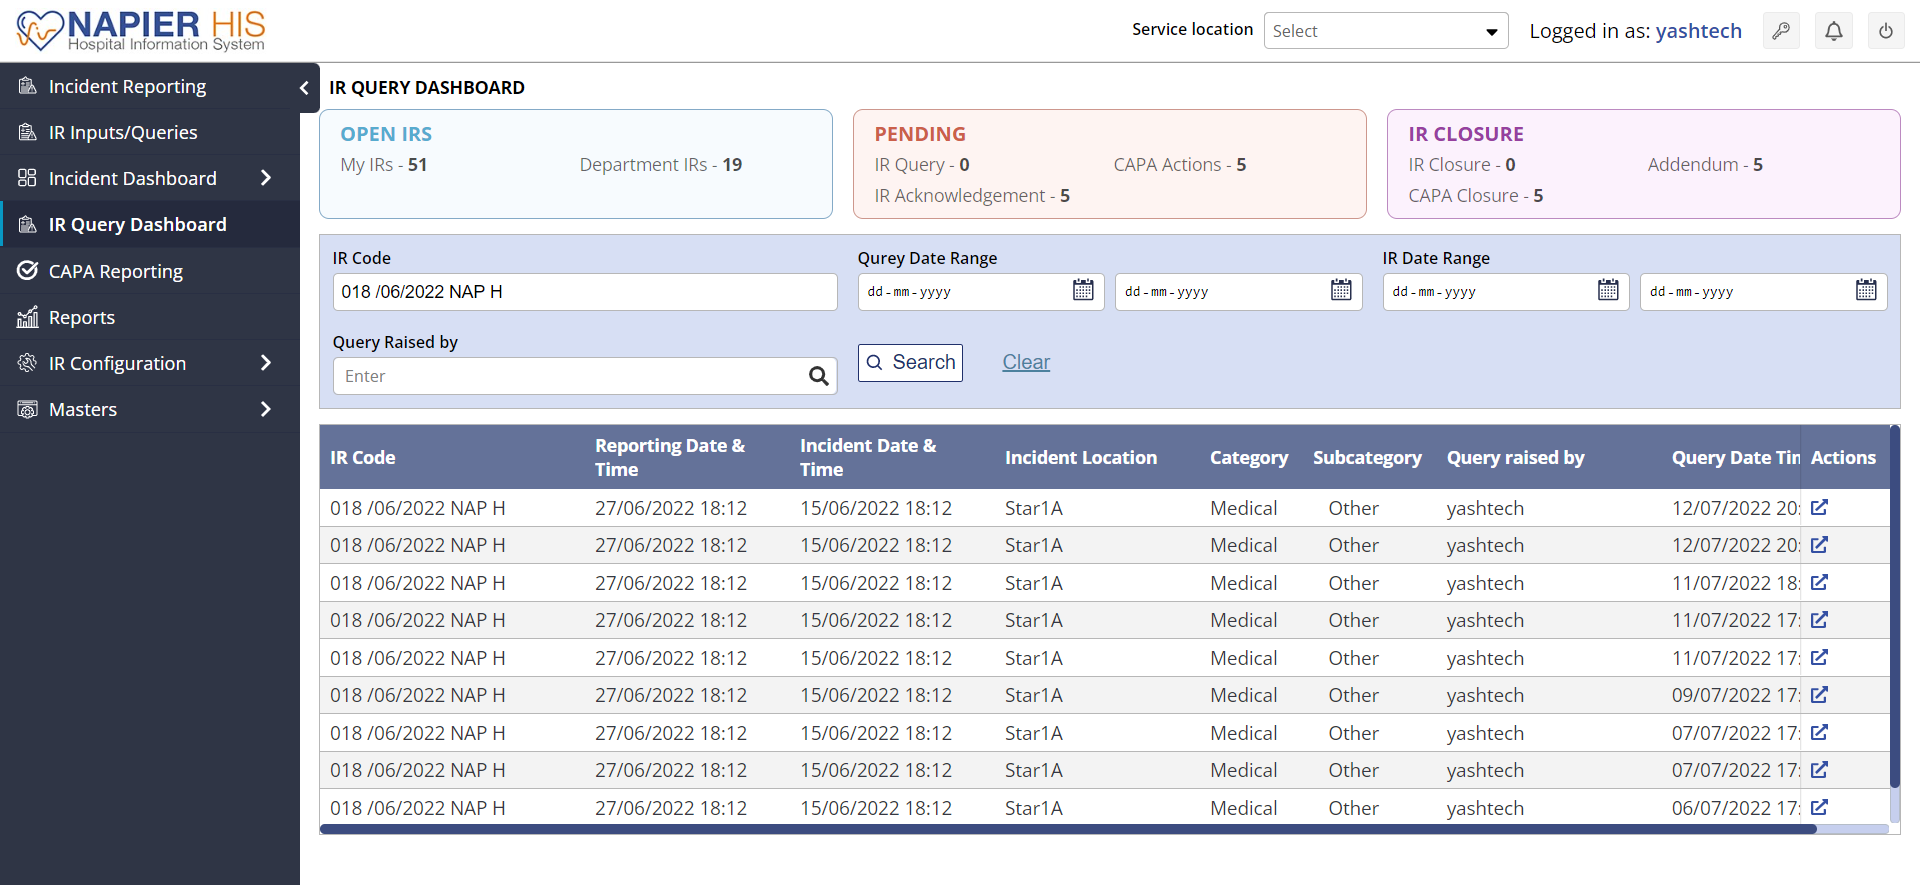 NAPIER HIS
Hospital Information System
Service location
Select
Logged in as: yashtech
Incident Reporting
IR Inputs/Queries
Incident Dashboard
IR Query Dashboard
CAPA Reporting
Reports
IR Configuration
Masters
IR QUERY DASHBOARD
OPEN IRS
My IRs - 51 Department IRs - 19
PENDING
IR Query - 0 CAPA Actions - 5
IR Acknowledgement - 5
IR CLOSURE
IR Closure - 0 Addendum - 5
CAPA Closure - 5
IR Code Qurey Date Range IR Date Range
018 /06/2022 NAP H dd-mm-yyyy dd-mm-yyyy dd-mm-yyyy dd-mm-yyyy
Query Raised by
Enter Search Clear
IR Code Reporting Date & Time Incident Date & Time Incident Location Category Subcategory Query raised by Query Date Tim Actions
018 /06/2022 NAP H 27/06/2022 18:12 15/06/2022 18:12 Star1A Medical Other yashtech 12/07/2022 20:
018 /06/2022 NAP H 27/06/2022 18:12 15/06/2022 18:12 Star1A Medical Other yashtech 12/07/2022 20:
018 /06/2022 NAP H 27/06/2022 18:12 15/06/2022 18:12 Star1A Medical Other yashtech 11/07/2022 18:
018 /06/2022 NAP H 27/06/2022 18:12 15/06/2022 18:12 Star1A Medical Other yashtech 11/07/2022 17:
018 /06/2022 NAP H 27/06/2022 18:12 15/06/2022 18:12 Star1A Medical Other yashtech 11/07/2022 17:
018 /06/2022 NAP H 27/06/2022 18:12 15/06/2022 18:12 Star1A Medical Other yashtech 09/07/2022 17:
018 /06/2022 NAP H 27/06/2022 18:12 15/06/2022 18:12 Star1A Medical Other yashtech 07/07/2022 17:
018 /06/2022 NAP H 27/06/2022 18:12 15/06/2022 18:12 Star1A Medical Other yashtech 07/07/2022 17:
018 /06/2022 NAP H 27/06/2022 18:12 15/06/2022 18:12 Star1A Medical Other yashtech 06/07/2022 17: